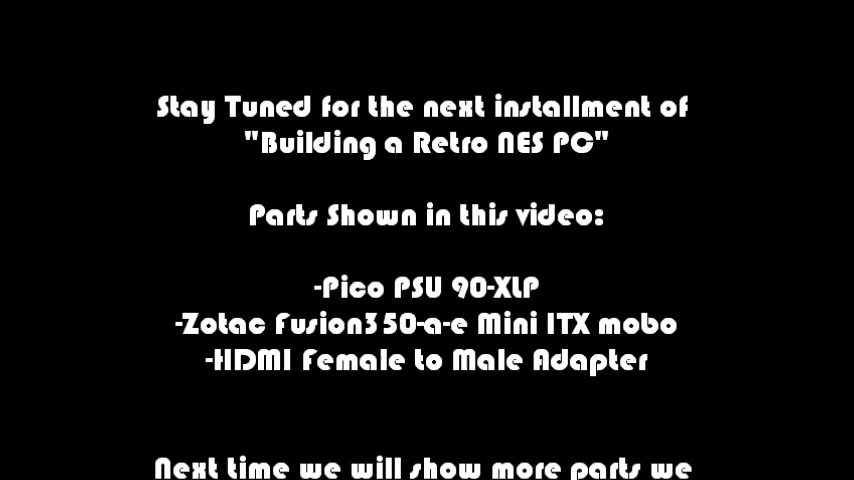 Stay Tuned for the next installment of
"Building a Retro NES PC"
Parts Shown in this video:
-Pico PSU 90-XLP
-Zotac Fusion350-a-e Mini ITX mobo
-HDMI Female to Male Adapter
Next time we will show more parts we